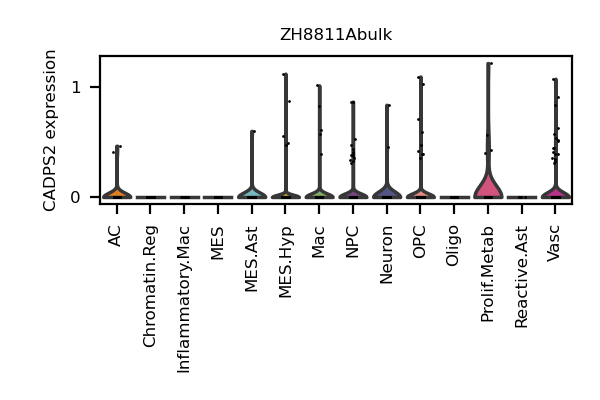 ZH8811Abulk
CADPS2 expression
1
0
AC
Chromatin.Reg
Inflammatory.Mac
MES
MES.Ast
MES.Hyp
Mac
NPC
Neuron
OPC
Oligo
Prolif.Metab
Reactive.Ast
Vasc